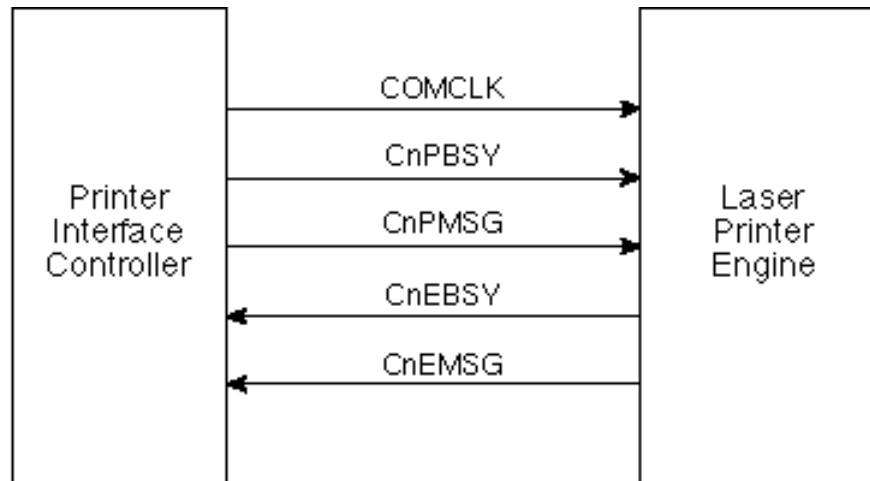 COMCLK
CnPBSY
CnPMSG
CnEBSY
CnEMSG
Printer
Interface
Controller
Laser
Printer
Engine